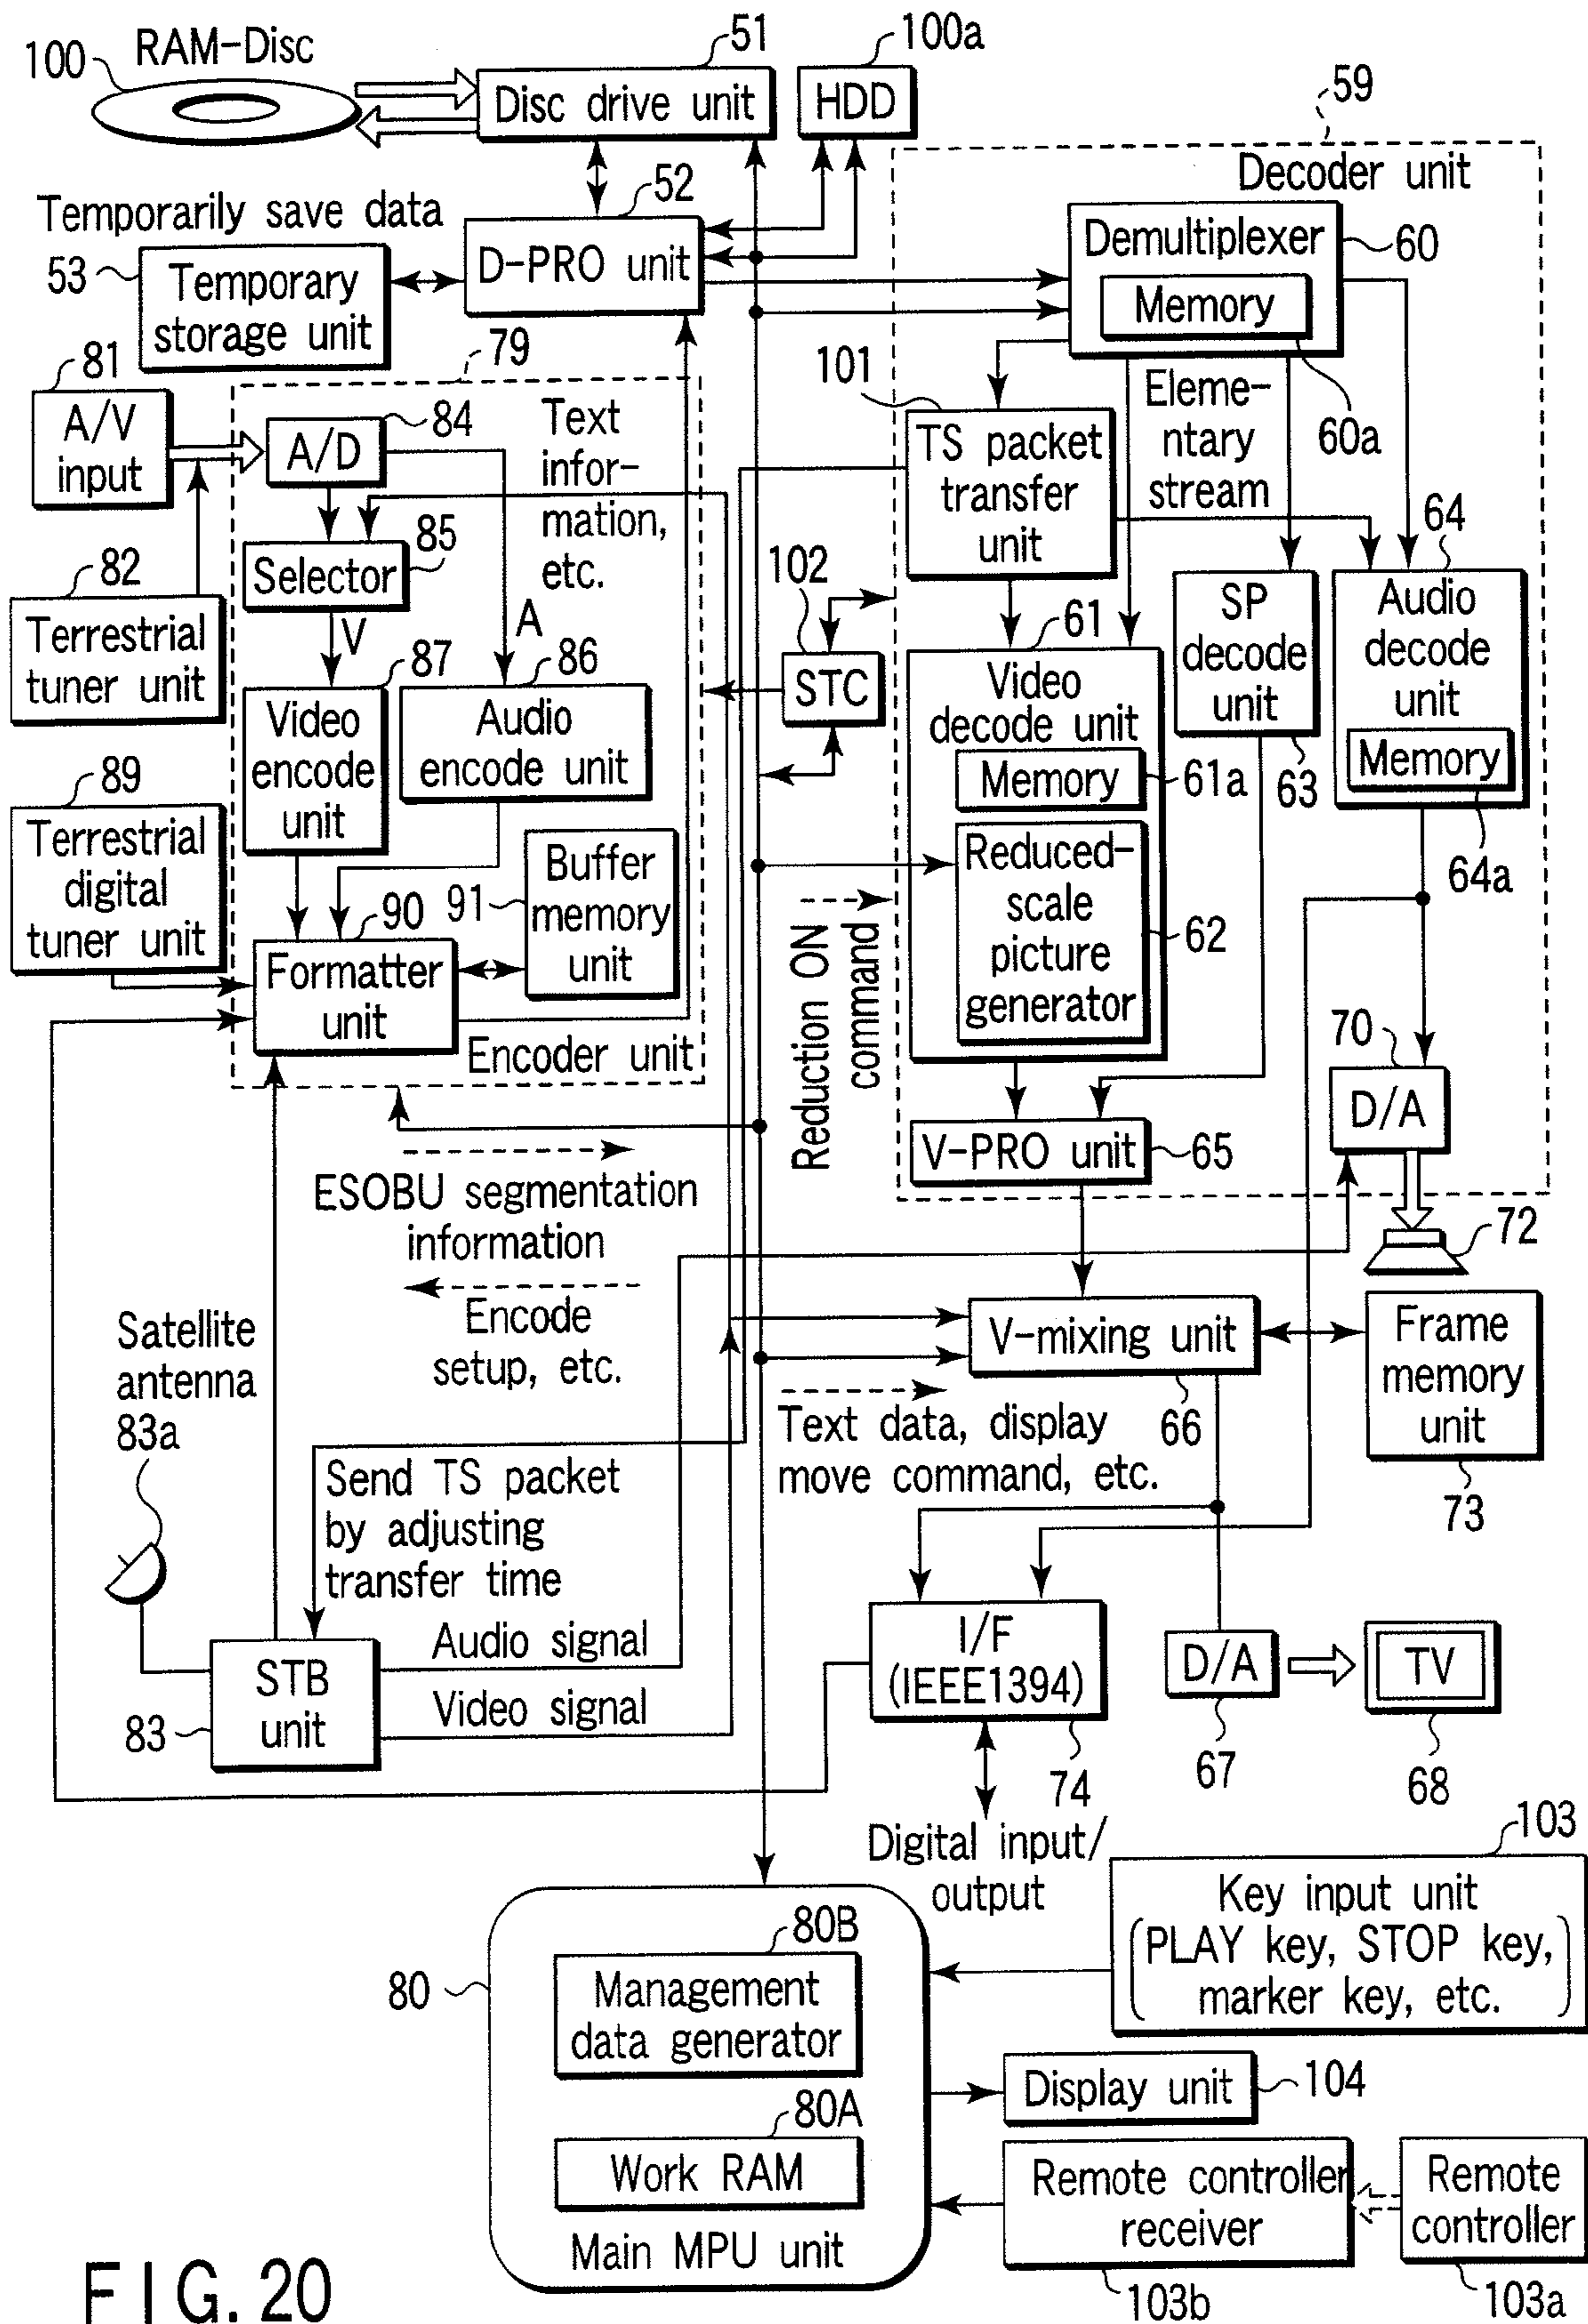 100
RAM-Disc
51
Disc drive unit
100a
HDD
59
Decoder unit
52
D-PRO unit
Temporarily save data
53
Temporary
storage unit
Demultiplexer
60
Memory
60a
79
81
A/V
input
84
A/D
Text
infor-
mation,
etc.
101
TS packet
transfer
unit
Eleme-
ntary
stream
85
Selector
V
A
82
Terrestrial
tuner unit
102
STC
64
Audio
decode
unit
Memory
64a
SP
decode
unit
63
61
Video
decode unit
Memory
61a
Reduced-
scale
picture
generator
62
87
Video
encode
unit
86
Audio
encode unit
89
Terrestrial
digital
tuner unit
90
Formatter
unit
91
Buffer
memory
unit
Encoder unit
Reduction ON
command
70
D/A
72
V-PRO unit
65
ESOBU segmentation
information
Encode
setup, etc.
Satellite
antenna
83a
V-mixing unit
66
Frame
memory
unit
73
Text data, display
move command, etc.
Send TS packet
by adjusting
transfer time
STB
unit
83
Audio signal
Video signal
I/F
(IEEE1394)
74
Digital input/
output
D/A
67
TV
68
103
Key input unit
(PLAY key, STOP key,
marker key, etc.)
80
80B
Management
data generator
80A
Work RAM
Main MPU unit
Display unit
104
Remote controller
receiver
103b
Remote
controller
103a
FIG. 20